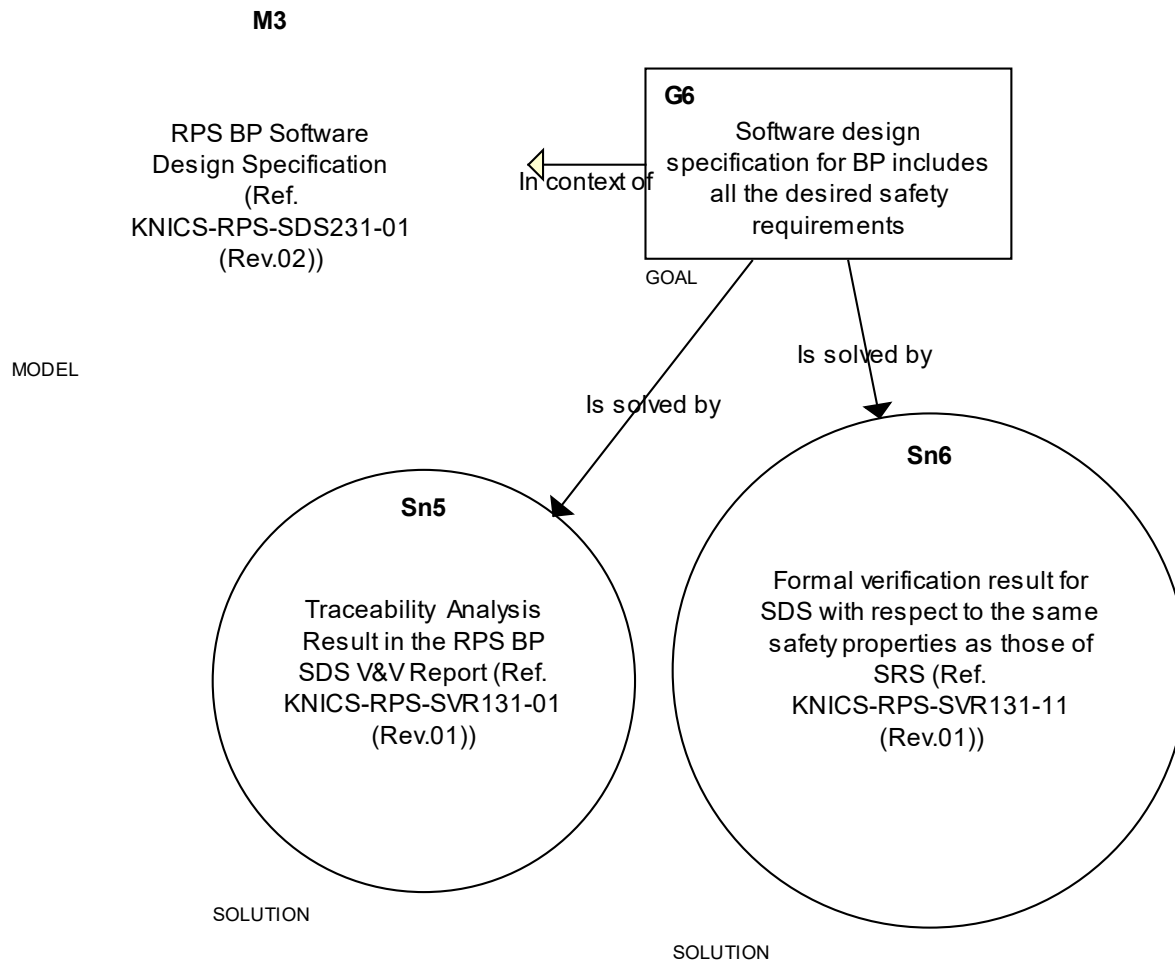 M3
RPS BP Software
Design Specification
(Ref.
KNICS-RPS-SDS231-01
(Rev.02))
MODEL
In context of
G6
Software design
specification for BP includes
all the desired safety
requirements
GOAL
Is solved by
Is solved by
Sn5
Traceability Analysis
Result in the RPS BP
SDS V&V Report (Ref.
KNICS-RPS-SVR131-01
(Rev.01))
SOLUTION
Sn6
Formal verification result for
SDS with respect to the same
safety properties as those of
SRS (Ref.
KNICS-RPS-SVR131-11
(Rev.01))
SOLUTION